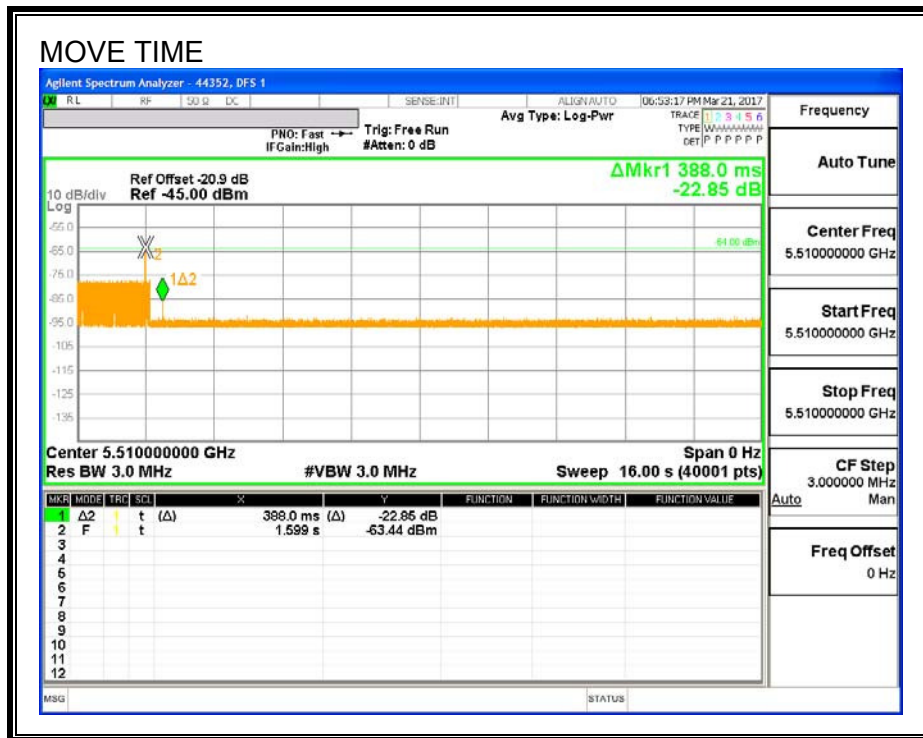 MOVE TIME
Agilent Spectrum Analyzer - 44352, DFS 1
RL RF 50 Ω DC SENSE:INT ALIGN AUTO 06:53:17 PM Mar 21, 2017
Avg Type: Log-Pwr
TRACE 1 2 3 4 5 6
TYPE
DET P P P P P P
PNO: Fast
IFGain:High
Trig: Free Run
#Atten: 0 dB
ΔMkr1 388.0 ms
-22.85 dB
Ref Offset -20.9 dB
10 dB/div Ref -45.00 dBm
Log
-55.0
-65.0
-75.0
-85.0
-95.0
-105
-115
-125
-135
-64.00 dBm
2
1Δ2
Center 5.510000000 GHz Span 0 Hz
Res BW 3.0 MHz #VBW 3.0 MHz Sweep 16.00 s (40001 pts)
MKR MODE TRC SCL X Y FUNCTION FUNCTION WIDTH FUNCTION VALUE
1 Δ2 1 t (Δ) 388.0 ms (Δ) -22.85 dB
2 F 1 t 1.599 s -63.44 dBm
3
4
5
6
7
8
9
10
11
12
MSG STATUS
Frequency
Auto Tune
Center Freq
5.510000000 GHz
Start Freq
5.510000000 GHz
Stop Freq
5.510000000 GHz
CF Step
3.000000 MHz
Auto Man
Freq Offset
0 Hz